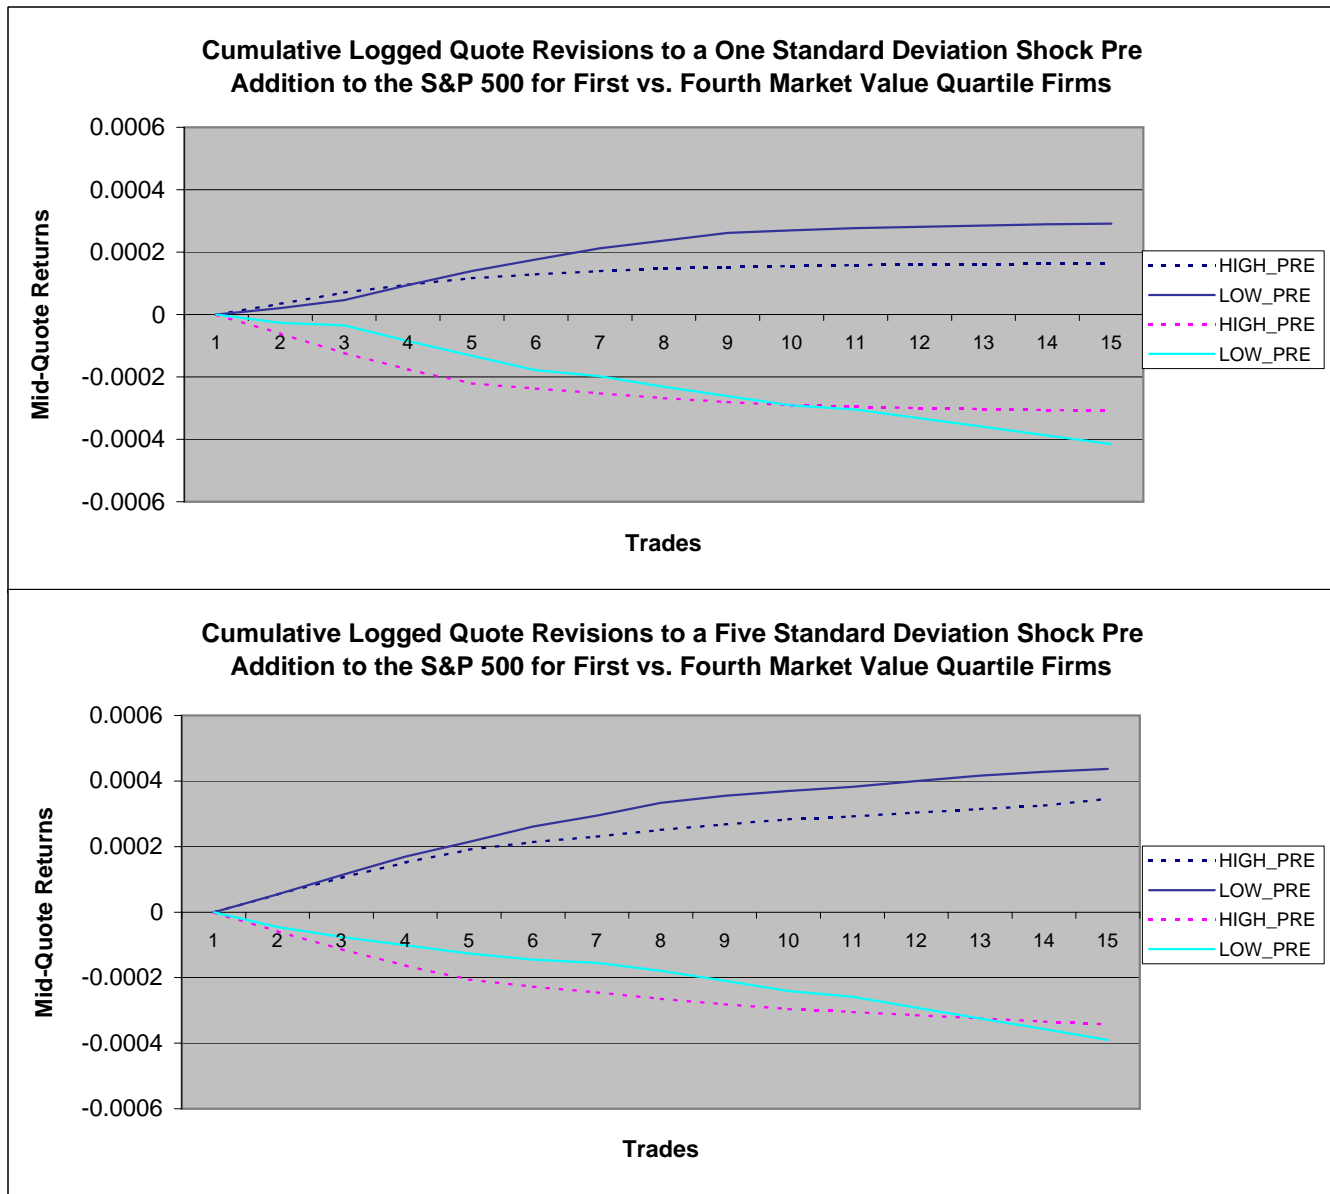 Cumulative Logged Quote Revisions to a One Standard Deviation Shock Pre
Addition to the S&P 500 for First vs. Fourth Market Value Quartile Firms
0.0006
0.0004
0.0002
0
-0.0002
-0.0004
-0.0006
Mid-Quote Returns
1 2 3 4 5 6 7 8 9 10 11 12 13 14 15
Trades
HIGH_PRE
LOW_PRE
HIGH_PRE
LOW_PRE
Cumulative Logged Quote Revisions to a Five Standard Deviation Shock Pre
Addition to the S&P 500 for First vs. Fourth Market Value Quartile Firms
0.0006
0.0004
0.0002
0
-0.0002
-0.0004
-0.0006
Mid-Quote Returns
1 2 3 4 5 6 7 8 9 10 11 12 13 14 15
Trades
HIGH_PRE
LOW_PRE
HIGH_PRE
LOW_PRE